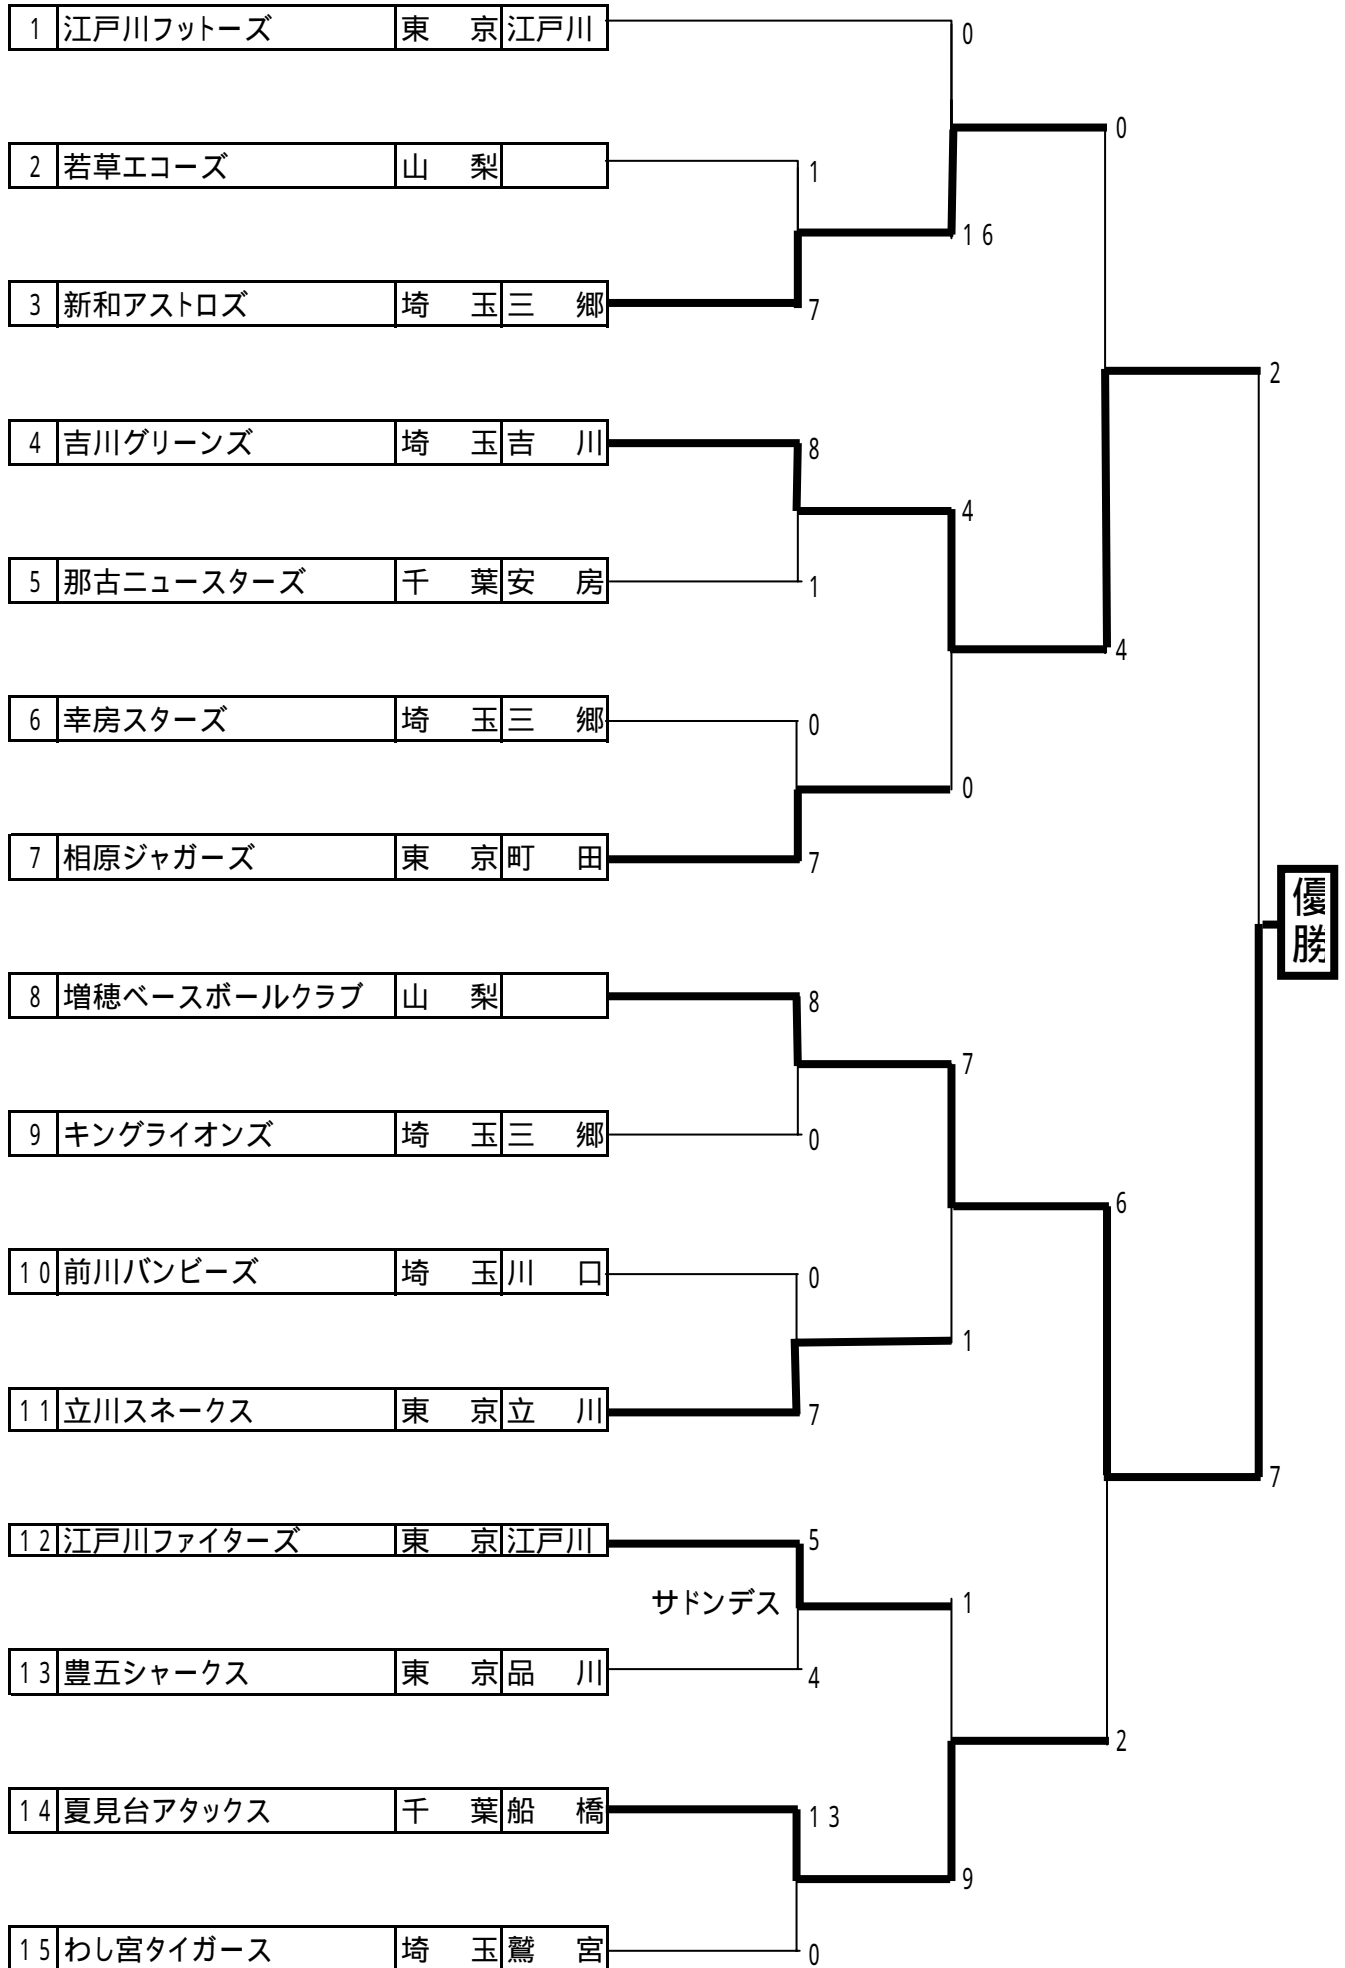 1 江戸川フットーズ 東 京 江戸川
0
0
2 若草エコーズ 山 梨
1
16
3 新和アストロズ 埼 玉 三 郷
7
2
4 吉川グリーンズ 埼 玉 吉 川
8
4
5 那古ニュースターズ 千 葉 安 房
1
4
6 幸房スターズ 埼 玉 三 郷
0
0
7 相原ジャガーズ 東 京 町 田
7
優勝
8 増穂ベースボールクラブ 山 梨
8
7
9 キングライオンズ 埼 玉 三 郷
0
6
10 前川バンビーズ 埼 玉 川 口
0
1
11 立川スネークス 東 京 立 川
7
7
12 江戸川ファイターズ 東 京 江戸川
5
サドンデス
1
13 豊五シャークス 東 京 品 川
4
2
14 夏見台アタックス 千 葉 船 橋
13
9
15 わし宮タイガース 埼 玉 鷲 宮
0